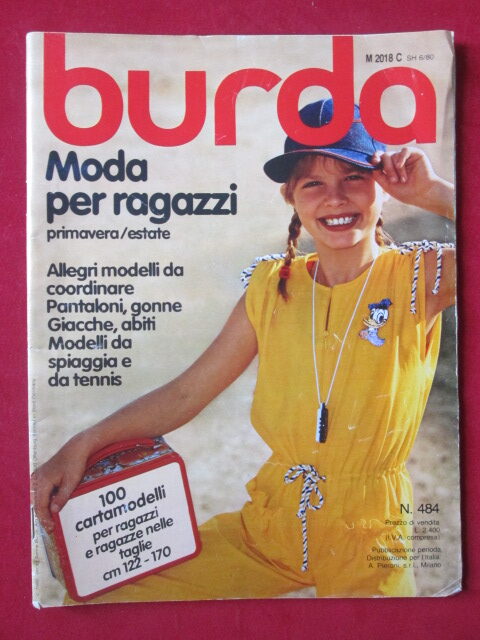 burda
M 2018 C SH 6/80
Moda
per ragazzi
primavera/estate
Allegri modelli da
coordinare
Pantaloni, gonne
Giacche, abiti
Modelli da
spiaggia e
da tennis
100
cartamodelli
per ragazzi
e ragazze nelle
taglie
cm 122-170
N. 484
Prezzo di vendita
L. 2.400
(I.V.A. compresa)
Pubblicazione periodica
Distribuzione per l'Italia:
A. Pieroni, s.r.l., Milano